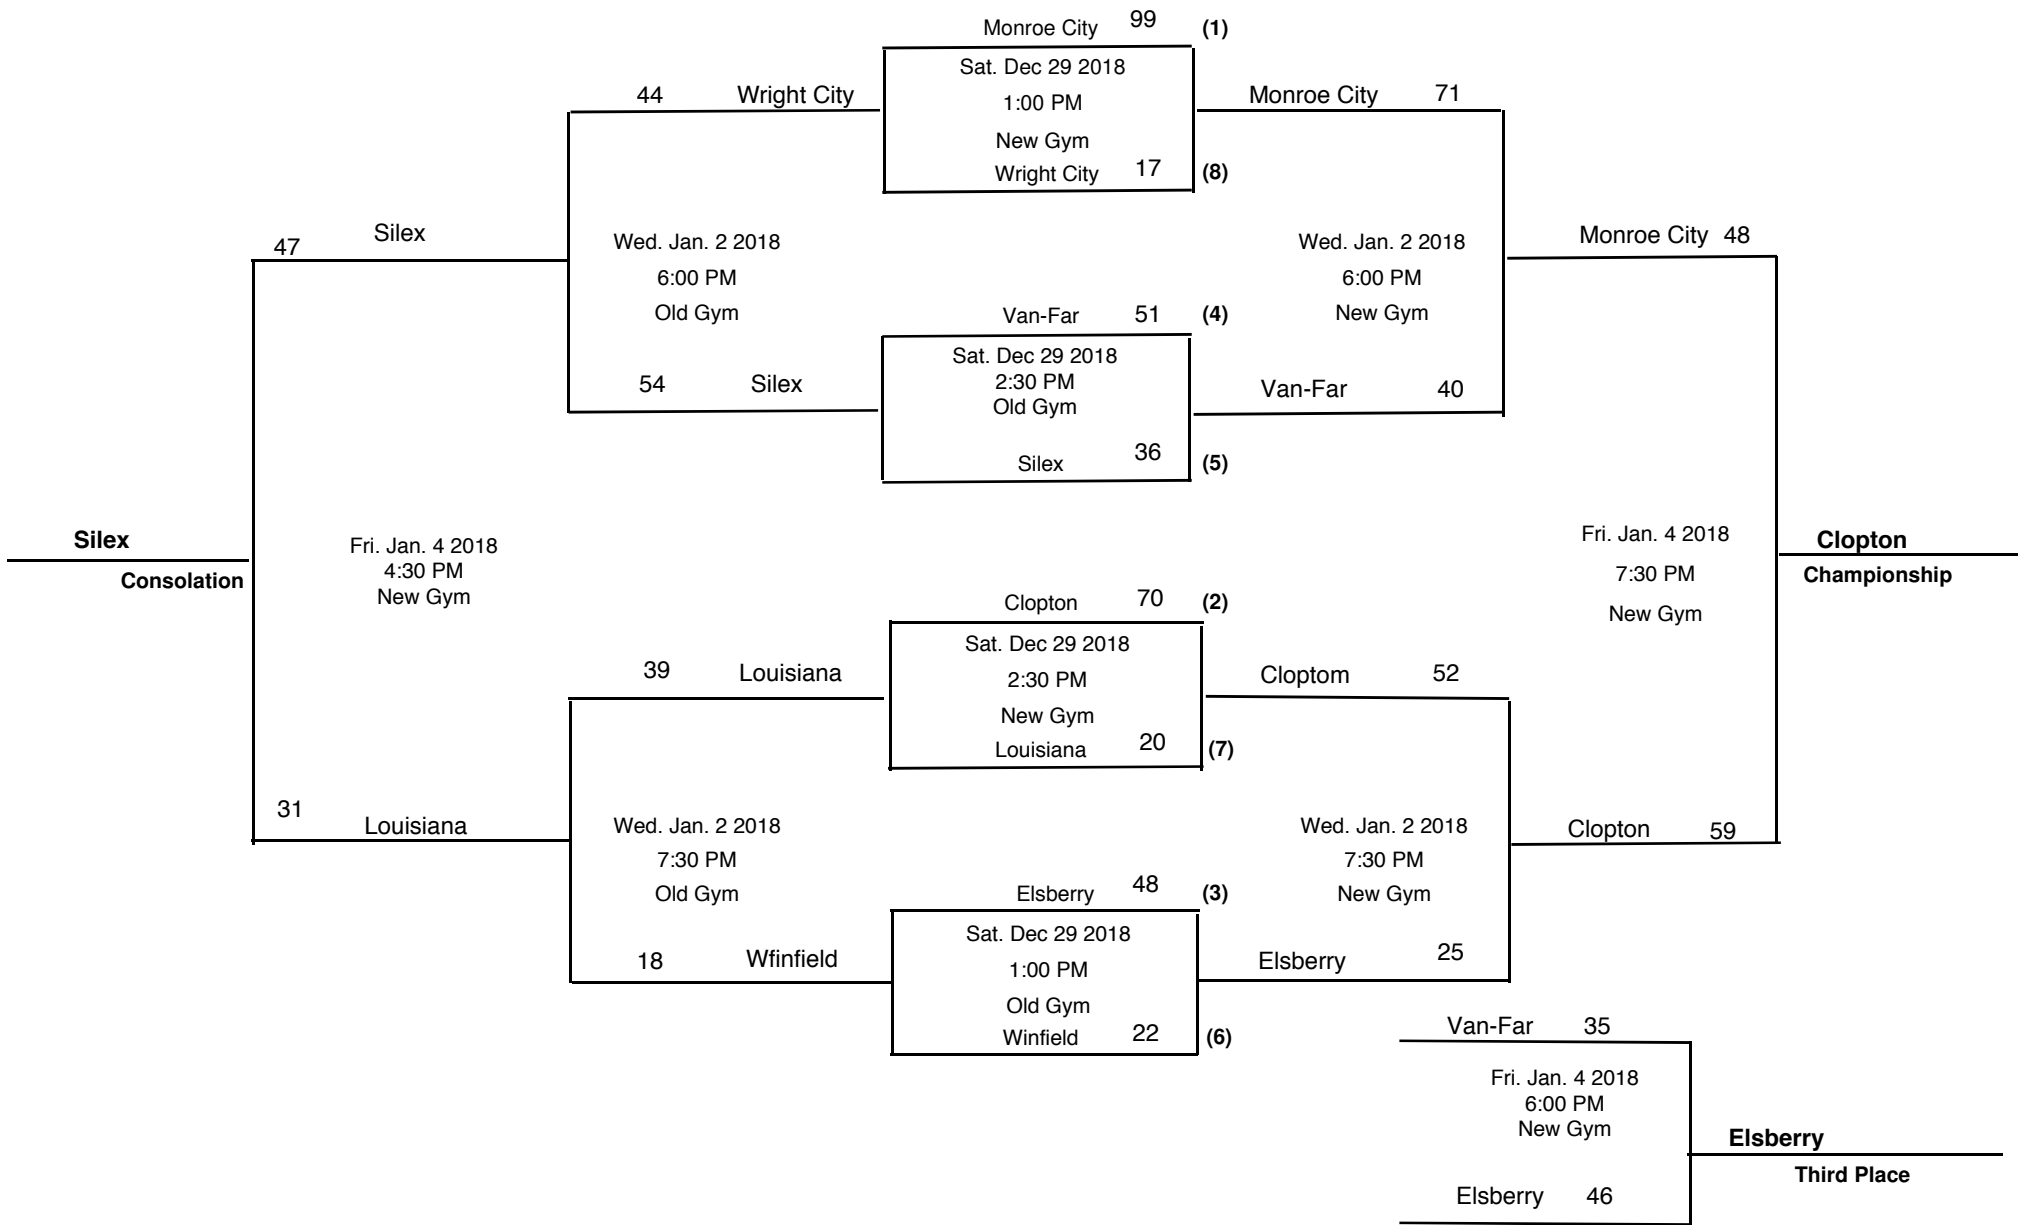 Monroe City 99 (1)
Sat. Dec 29 2018
44 Wright City
1:00 PM
Monroe City 71
New Gym
Wright City 17 (8)
47 Silex
Wed. Jan. 2 2018
6:00 PM
Old Gym
Wed. Jan. 2 2018
6:00 PM
New Gym
Monroe City 48
Van-Far 51 (4)
Sat. Dec 29 2018
2:30 PM
Old Gym
54 Silex
Van-Far 40
Silex 36 (5)
Silex
Consolation
Fri. Jan. 4 2018
4:30 PM
New Gym
Fri. Jan. 4 2018
7:30 PM
New Gym
Clopton
Championship
Clopton 70 (2)
Sat. Dec 29 2018
39 Louisiana
2:30 PM
Cloptom 52
New Gym
Louisiana 20 (7)
31 Louisiana
Wed. Jan. 2 2018
7:30 PM
Old Gym
Wed. Jan. 2 2018
7:30 PM
New Gym
Clopton 59
Elsberry 48 (3)
Sat. Dec 29 2018
18 Wfinfield
1:00 PM
Elsberry 25
Old Gym
Winfield 22 (6)
Van-Far 35
Fri. Jan. 4 2018
6:00 PM
New Gym
Elsberry
Third Place
Elsberry 46